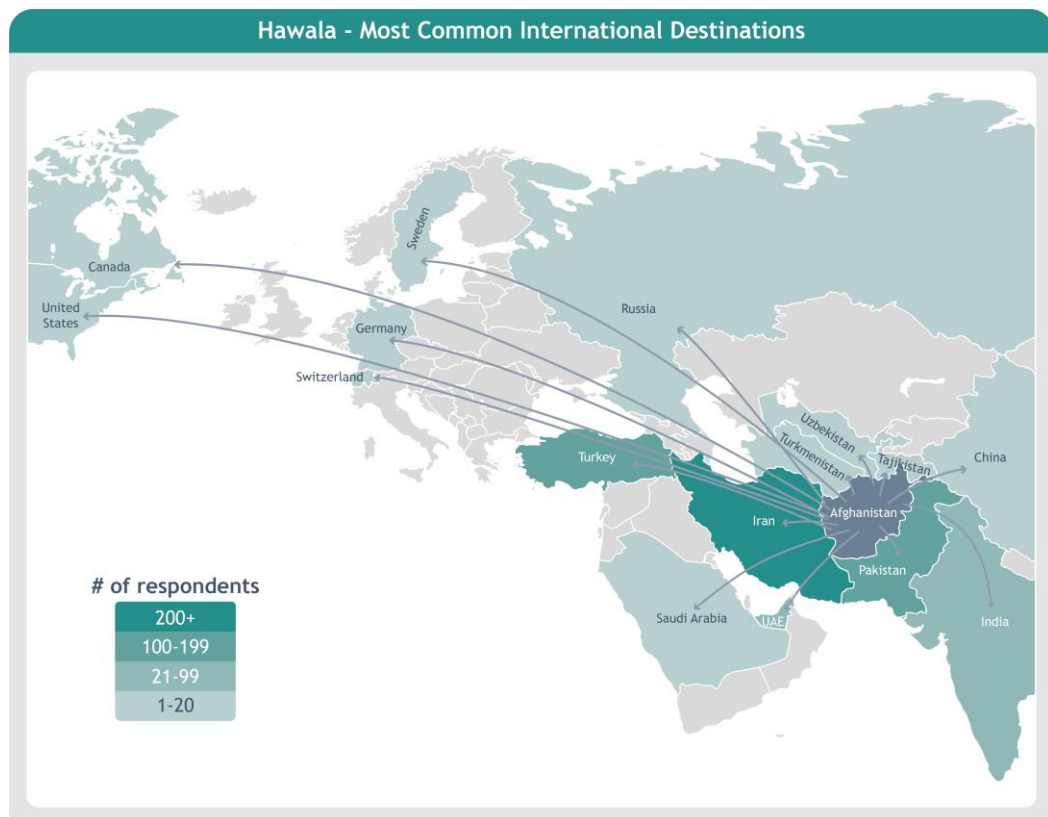 Hawala - Most Common International Destinations
Sweden
Canada
United
States
Russia
Germany
Switzerland
Uzbekistan
Turkmenistan
Tajikistan
China
Turkey
Iran
Afghanistan
Pakistan
Saudi Arabia
UAE
India
# of respondents
200+
100-199
21-99
1-20